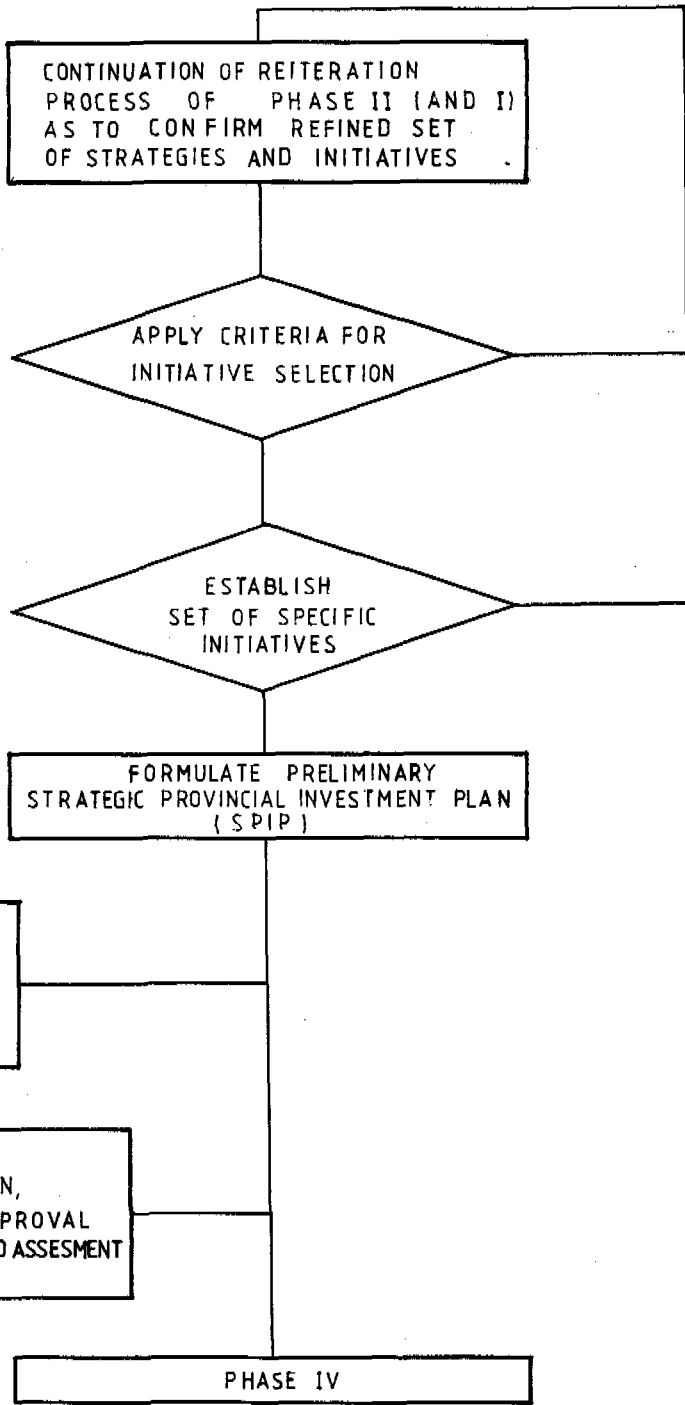 CONTINUATION OF REITERATION
PROCESS OF PHASE II (AND I)
AS TO CONFIRM REFINED SET
OF STRATEGIES AND INITIATIVES .
APPLY CRITERIA FOR
INITIATIVE SELECTION
ESTABLISH
SET OF SPECIFIC
INITIATIVES
FORMULATE PRELIMINARY
STRATEGIC PROVINCIAL INVESTMENT PLAN
(SPIP)
N,
PROVAL
ASSESMENT
PHASE IV